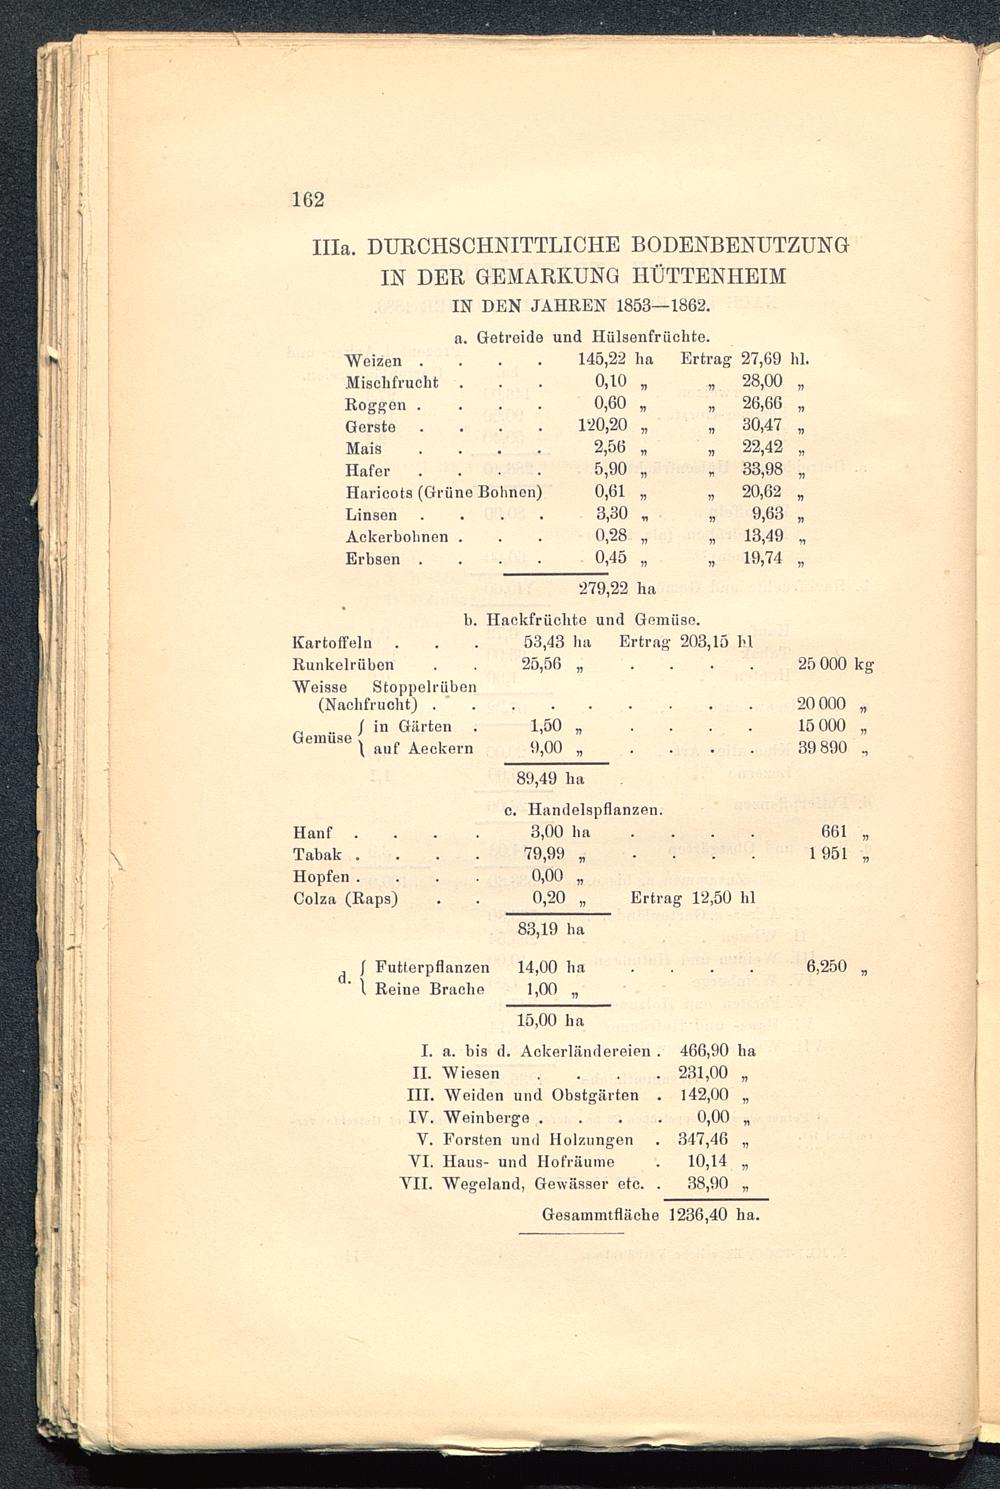 162
IIIa. DURCHSCHNITTLICHE BODENBENUTZUNG
IN DER GEMARKUNG HÜTTENHEIM
IN DEN JAHREN 1853—1862.
a. Getreide und Hülsenfrüchte.
Weizen . . . . 145,22 ha Ertrag 27,69 hl.
Mischfrucht . . . 0,10 „ „ 28,00 „
Roggen . . . . 0,60 „ „ 26,66 „
Gerste . . . . 120,20 „ „ 30,47 „
Mais . . . . 2,56 „ „ 22,42 „
Hafer . . . . 5,90 „ „ 33,98 „
Haricots (Grüne Bohnen) 0,61 „ „ 20,62 „
Linsen . . . . 3,30 „ „ 9,63 „
Ackerbohnen . . . 0,28 „ „ 13,49 „
Erbsen . . . . 0,45 „ „ 19,74 „
279,22 ha
b. Hackfrüchte und Gemüse.
Kartoffeln . . . 53,43 ha Ertrag 203,15 hl
Runkelrüben . . 25,56 „ . . . . 25 000 kg
Weisse Stoppelrüben
(Nachfrucht) . . . . . . . . . 20 000 „
Gemüse { in Gärten . 1,50 „ . . . . 15 000 „
{ auf Aeckern 9,00 „ . . . . 39 890 „
89,49 ha
c. Handelspflanzen.
Hanf . . . . 3,00 ha . . . . 661 „
Tabak . . . . 79,99 „ . . . . 1 951 „
Hopfen . . . . 0,00 „
Colza (Raps) . . 0,20 „ Ertrag 12,50 hl
83,19 ha
d. { Futterpflanzen 14,00 ha . . . . 6,250 „
{ Reine Brache 1,00 „
15,00 ha
I. a. bis d. Ackerländereien . 466,90 ha
II. Wiesen . . . . 231,00 „
III. Weiden und Obstgärten . 142,00 „
IV. Weinberge . . . . 0,00 „
V. Forsten und Holzungen . 347,46 „
VI. Haus- und Hofräume . 10,14 „
VII. Wegeland, Gewässer etc. . 38,90 „
Gesammtfläche 1236,40 ha.